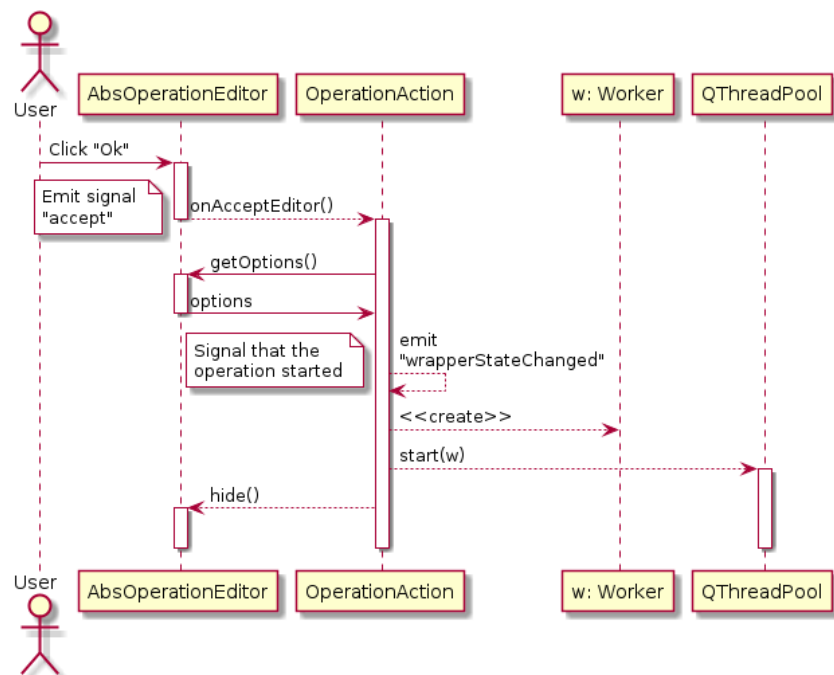 User
AbsOperationEditor
OperationAction
w: Worker
QThreadPool
Click "Ok"
Emit signal
"accept"
onAcceptEditor()
getOptions()
options
Signal that the
operation started
emit
"wrapperStateChanged"
<<create>>
start(w)
hide()
User
AbsOperationEditor
OperationAction
w: Worker
QThreadPool